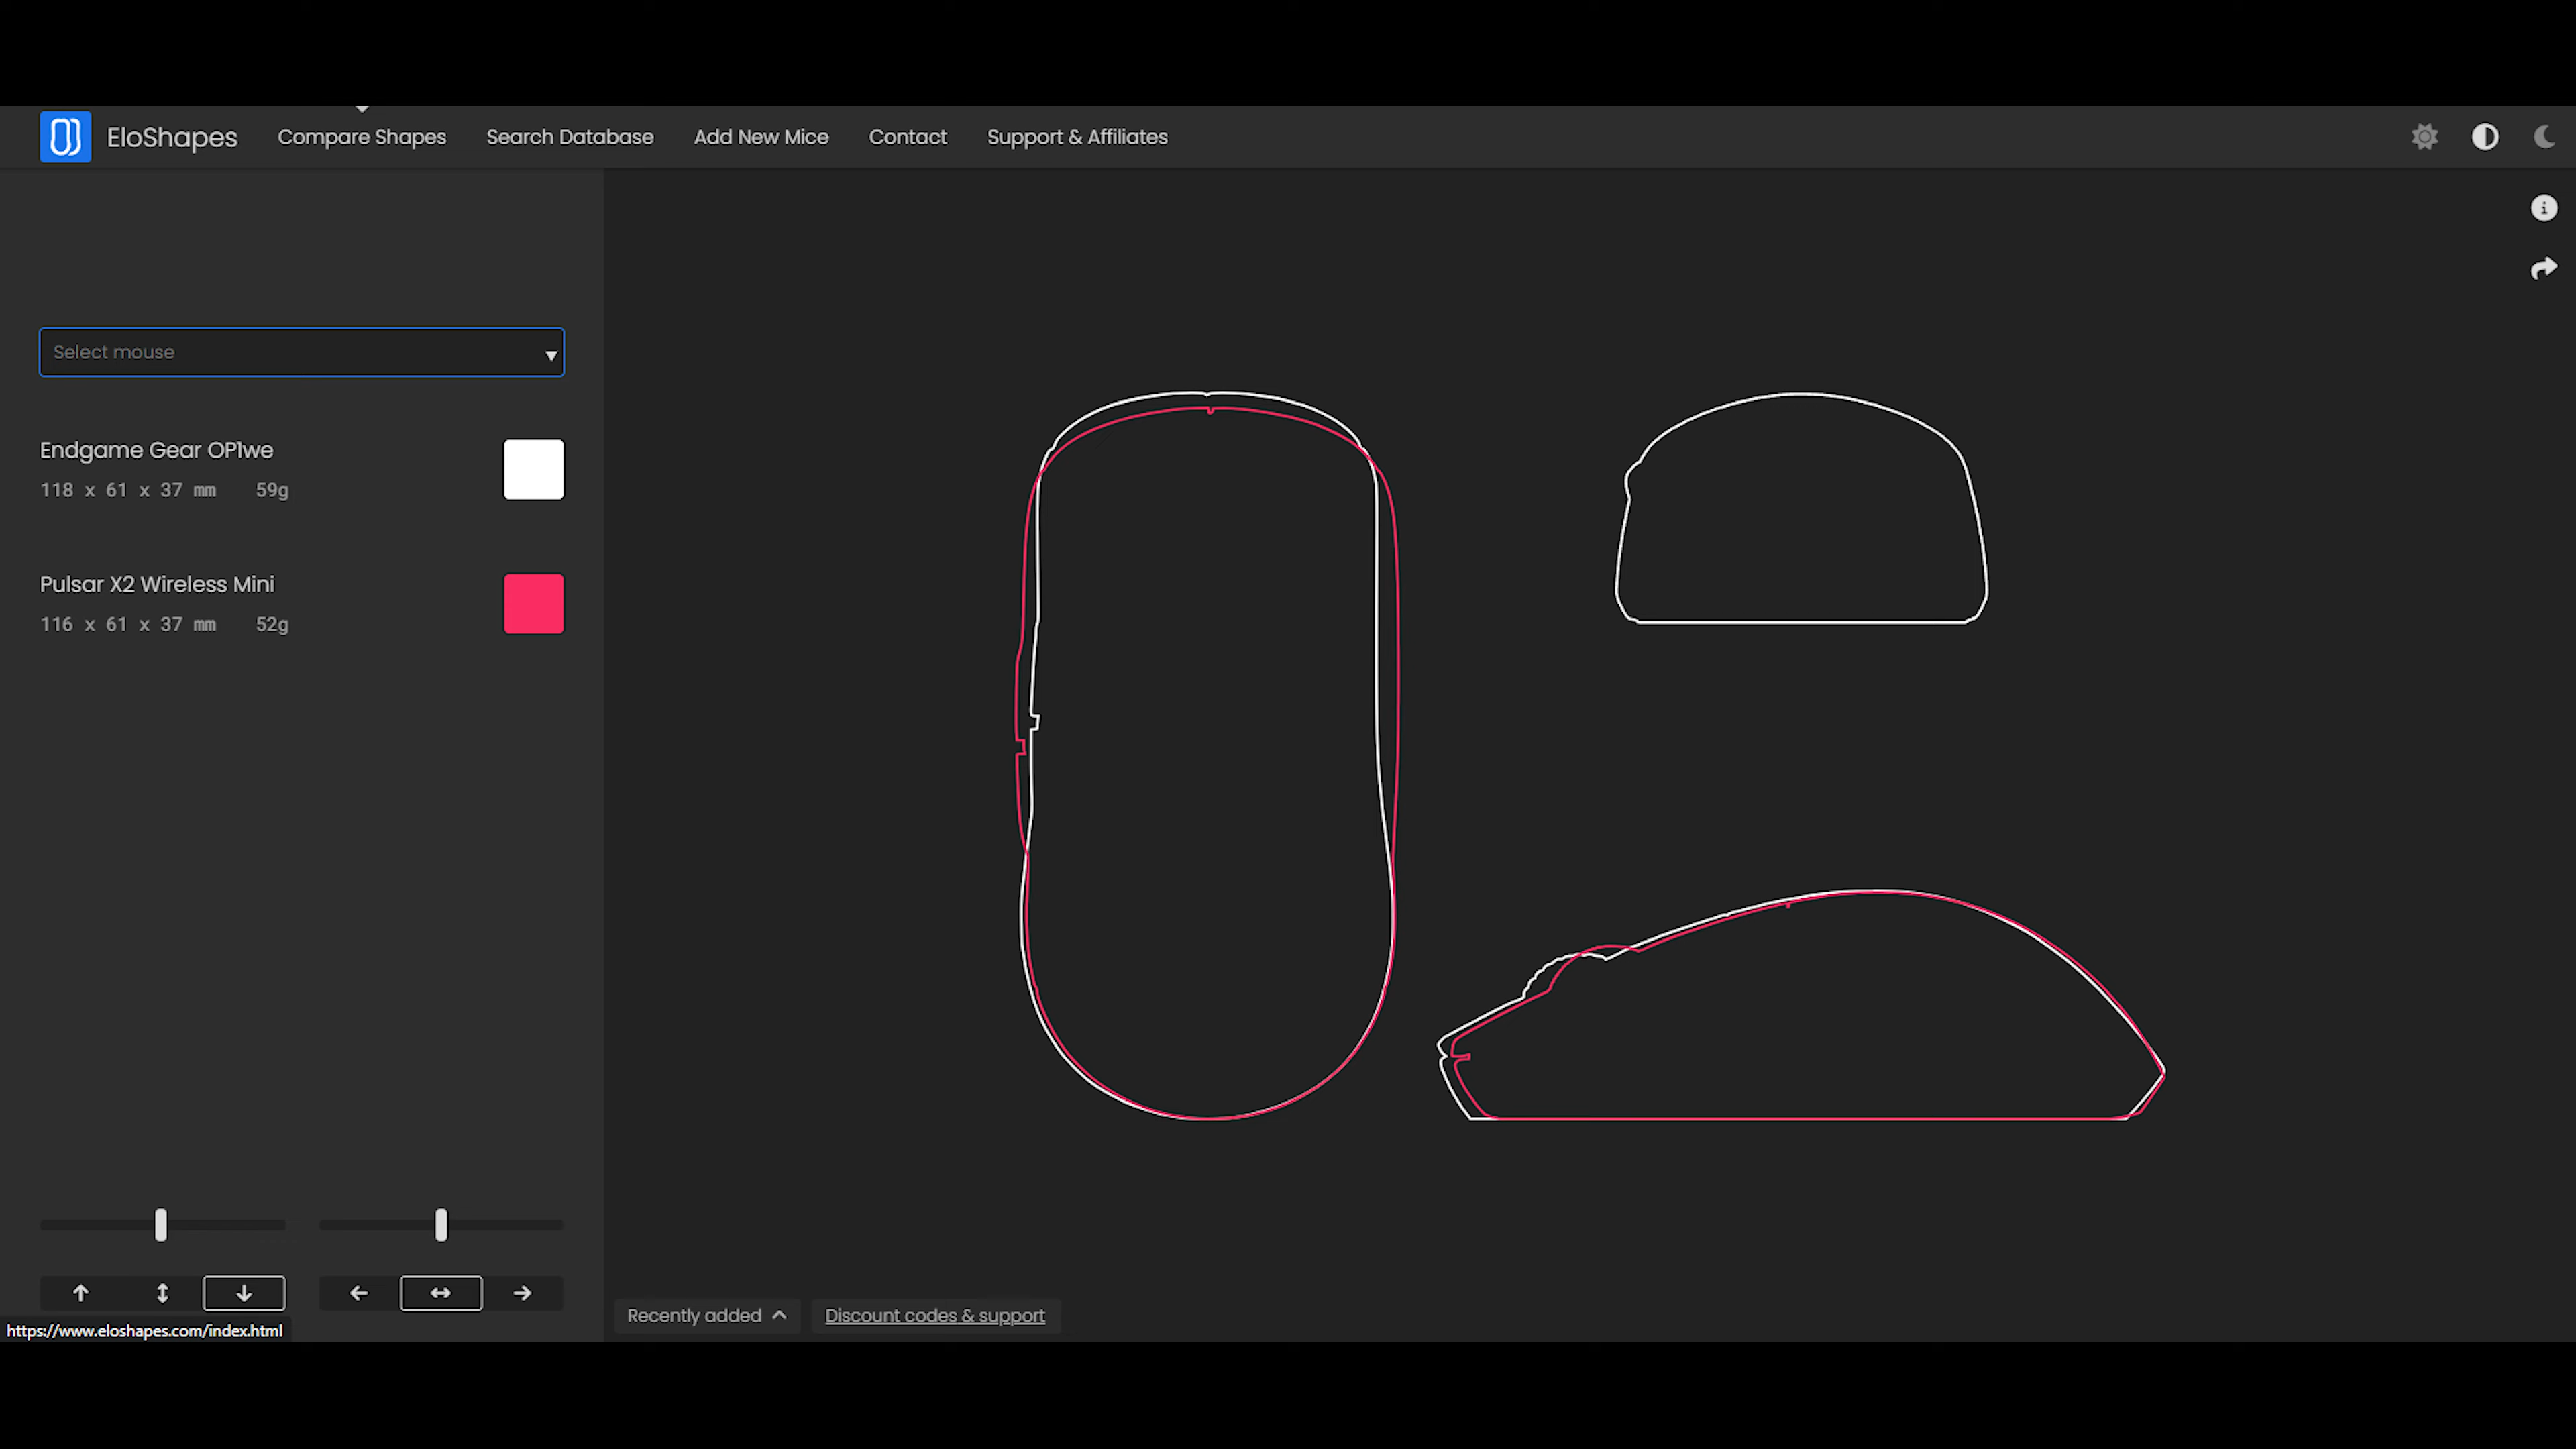 EloShapes
Compare Shapes
Search Database
Add New Mice
Contact
Support & Affiliates
Select mouse
Endgame Gear OP1we
118 x 61 x 37 mm 59g
Pulsar X2 Wireless Mini
116 x 61 x 37 mm 52g
Recently added
Discount codes & support
https://www.eloshapes.com/index.html